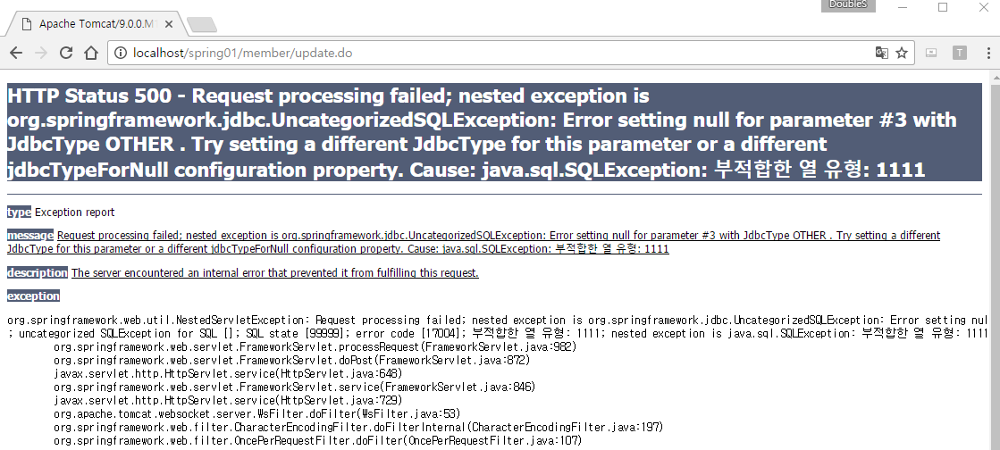 DoubleS
Apache Tomcat/9.0.0.M
localhost/spring01/member/update.do
T
HTTP Status 500 - Request processing failed; nested exception is
org.springframework.jdbc.UncategorizedSQLException: Error setting null for parameter #3 with
JdbcType OTHER . Try setting a different JdbcType for this parameter or a different
jdbcTypeForNull configuration property. Cause: java.sql.SQLException: 부적합한 열 유형: 1111
type Exception report
message Request processing failed; nested exception is org.springframework.jdbc.UncategorizedSQLException: Error setting null for parameter #3 with JdbcType OTHER . Try setting a different
JdbcType for this parameter or a different jdbcTypeForNull configuration property. Cause: java.sql.SQLException: 부적합한 열 유형: 1111
description The server encountered an internal error that prevented it from fulfilling this request.
exception
org.springframework.web.util.NestedServletException: Request processing failed; nested exception is org.springframework.jdbc.UncategorizedSQLException: Error setting nul
; uncategorized SQLException for SQL []; SQL state [99999]; error code [17004]; 부적합한 열 유형: 1111; nested exception is java.sql.SQLException: 부적합한 열 유형: 1111
org.springframework.web.servlet.FrameworkServlet.processRequest(FrameworkServlet.java:982)
org.springframework.web.servlet.FrameworkServlet.doPost(FrameworkServlet.java:872)
javax.servlet.http.HttpServlet.service(HttpServlet.java:648)
org.springframework.web.servlet.FrameworkServlet.service(FrameworkServlet.java:846)
javax.servlet.http.HttpServlet.service(HttpServlet.java:729)
org.apache.tomcat.websocket.server.WsFilter.doFilter(WsFilter.java:53)
org.springframework.web.filter.CharacterEncodingFilter.doFilterInternal(CharacterEncodingFilter.java:197)
org.springframework.web.filter.OncePerRequestFilter.doFilter(OncePerRequestFilter.java:107)